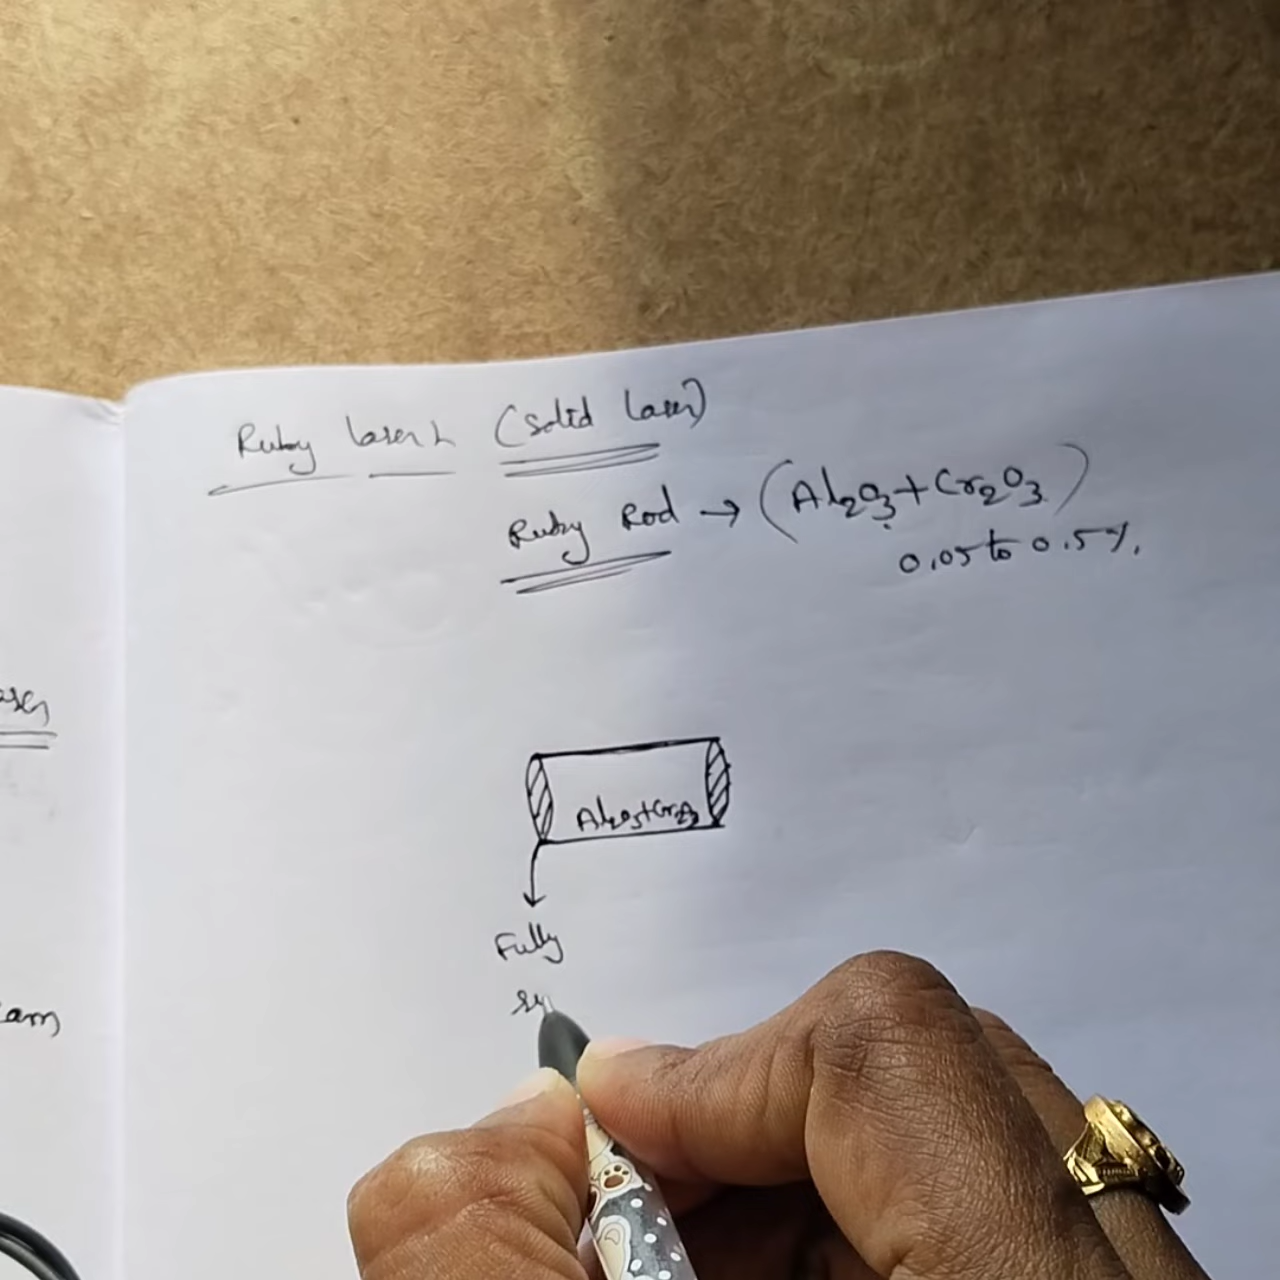 Ruby laser:- (Solid Laser)
Ruby Rod → (Al2O3+Cr2O3)
0.05 to 0.5%.
Al2O3+Cr2O3
Fully